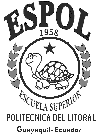 ESPOL
1958
ESCUELA SUPERIOR
POLITECNICA DEL LITORAL
Guayaquil - Ecuador